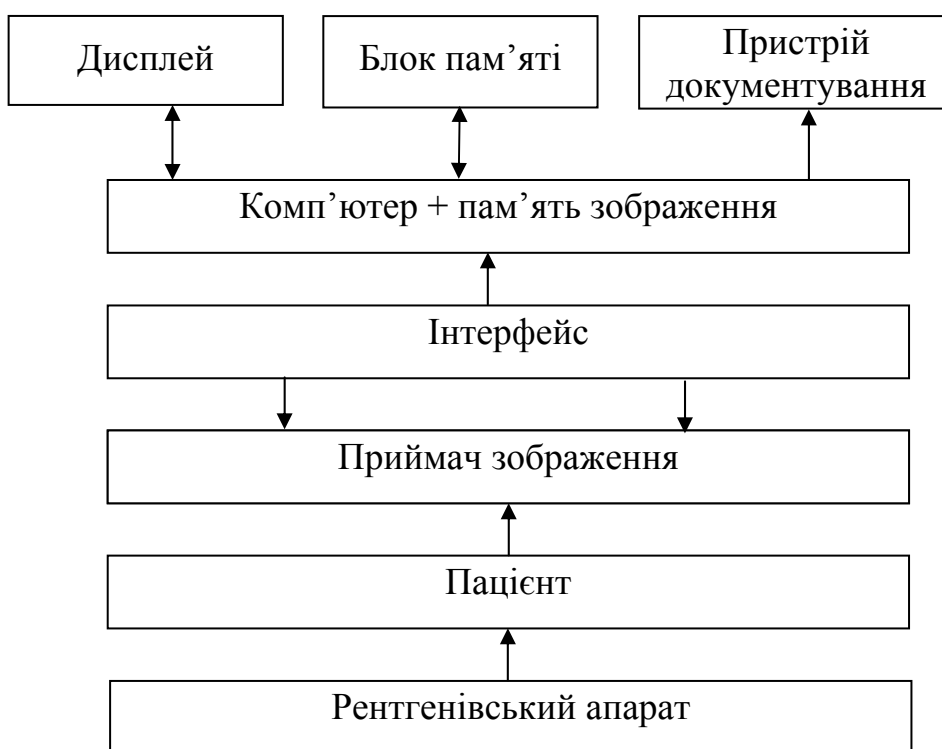 Дисплей
Блок пам’яті
Пристрій
документування
Комп’ютер + пам’ять зображення
Інтерфейс
Приймач зображення
Пацієнт
Рентгенівський апарат